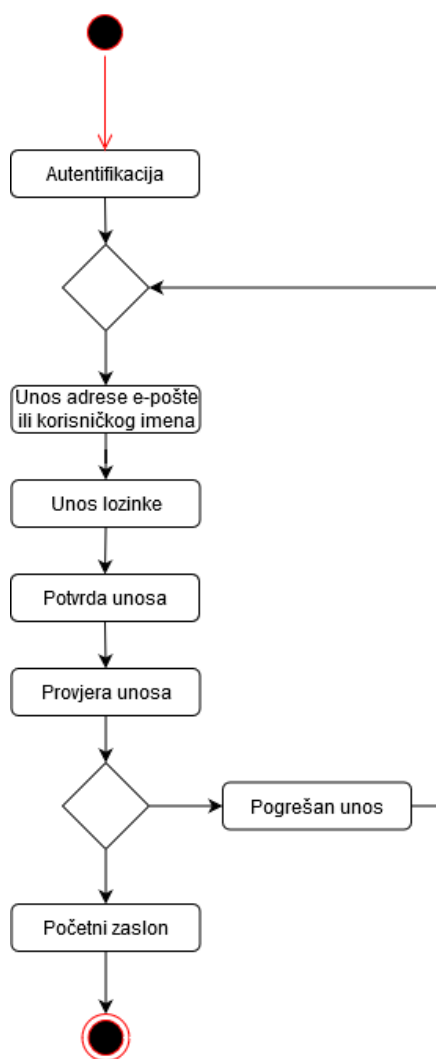 Autentifikacija
Unos adrese e-pošte
ili korisničkog imena
Unos lozinke
Potvrda unosa
Provjera unosa
Pogrešan unos
Početni zaslon